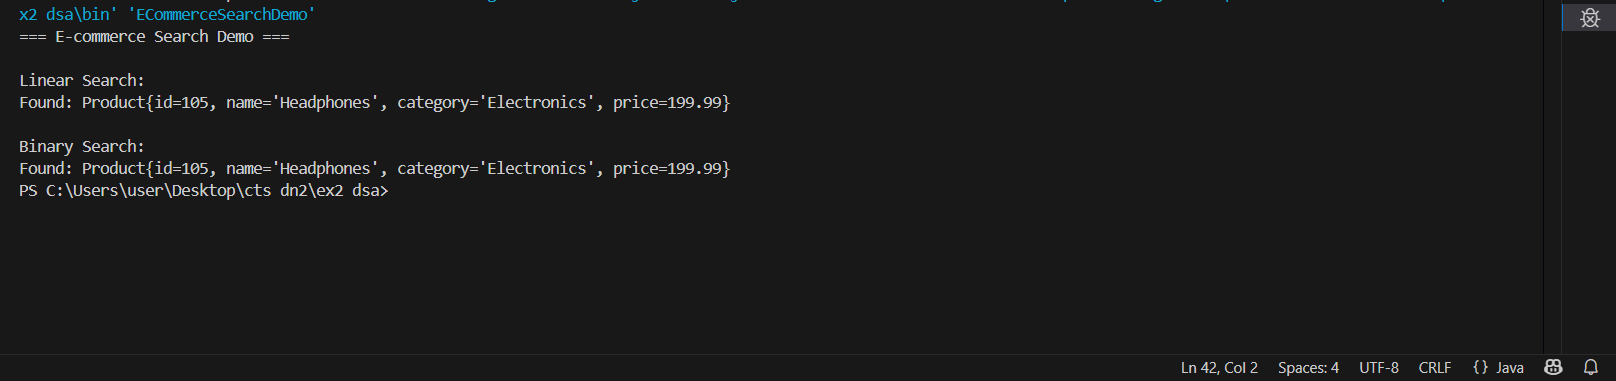 x2 dsa\bin' 'ECommerceSearchDemo'
=== E-commerce Search Demo ===
Linear Search:
Found: Product{id=105, name='Headphones', category='Electronics', price=199.99}
Binary Search:
Found: Product{id=105, name='Headphones', category='Electronics', price=199.99}
PS C:\Users\user\Desktop\cts dn2\ex2 dsa>
Ln 42, Col 2 Spaces: 4 UTF-8 CRLF {} Java